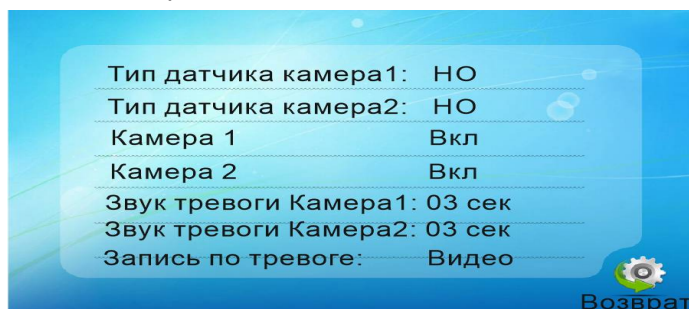 Тип датчика камера1: НО
Тип датчика камера2: НО
Камера 1 Вкл
Камера 2 Вкл
Звук тревоги Камера1: 03 сек
Звук тревоги Камера2: 03 сек
Запись по тревоге: Видео
Возврат